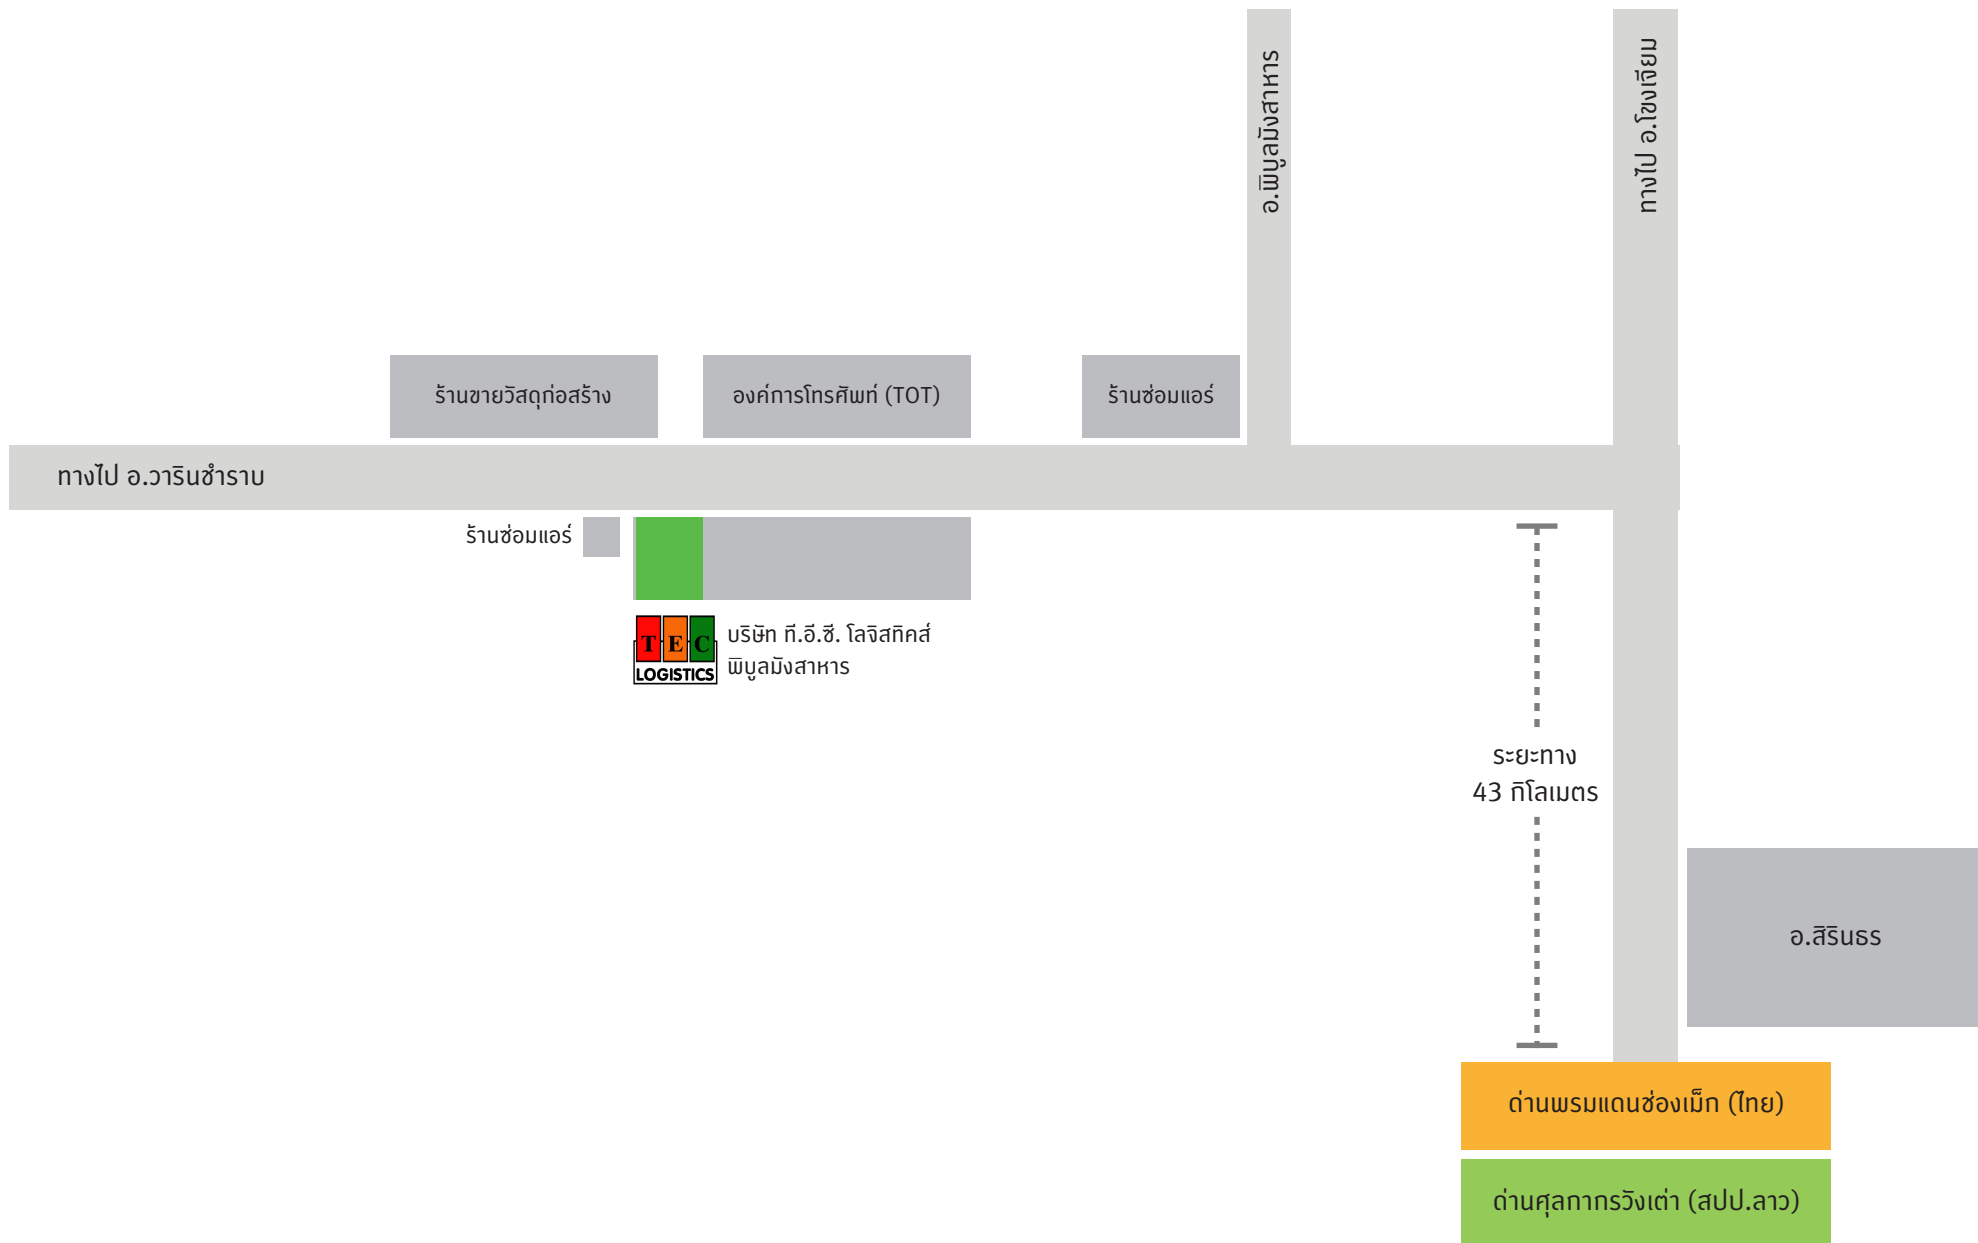 อ.พิบูลมังสาหาร
ทางไป อ.โขงเจียม
ร้านขายวัสดุก่อสร้าง
องค์การโทรศัพท์ (TOT)
ร้านซ่อมแอร์
ทางไป อ.วารินชำราบ
ร้านซ่อมแอร์
T E C
LOGISTICS
บริษัท ที.อี.ซี. โลจิสทิคส์
พิบูลมังสาหาร
ระยะทาง
43 กิโลเมตร
อ.สิรินธร
ด่านพรมแดนช่องเม็ก (ไทย)
ด่านศุลกากรวังเต่า (สปป.ลาว)